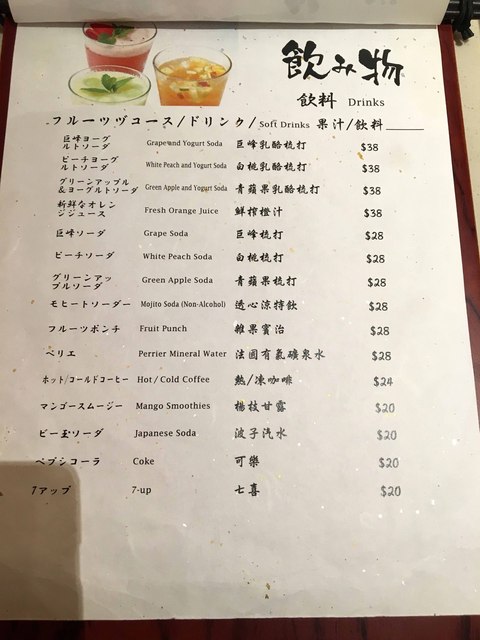 飲み物
飲料 Drinks
フルーツヅュース/ドリンク/Soft Drinks 果汁/飲料
巨峰ヨーグ
ルトソーダ Grape and Yogurt Soda 巨峰乳酪梳打 $38
ピーチヨーグ
ルトソーダ White Peach and Yogurt Soda 白桃乳酪梳打 $38
グリーンアップル
&ヨーグルトソーダ Green Apple and Yogurt Soda 青蘋果乳酪梳打 $38
新鮮なオレン
ジジュース Fresh Orange Juice 鮮榨橙汁 $38
巨峰ソーダ Grape Soda 巨峰梳打 $28
ピーチソーダ White Peach Soda 白桃梳打 $28
グリーンアッ
プルソーダ Green Apple Soda 青蘋果梳打 $28
モヒートソーダー Mojito Soda (Non-Alcohol) 透心涼特飲 $28
フルーツポンチ Fruit Punch 雜果賓治 $28
ペリエ Perrier Mineral Water 法國有氣礦泉水 $28
ホット/コールドコーヒー Hot/Cold Coffee 熱/凍咖啡 $24
マンゴースムージー Mango Smoothies 楊枝甘露 $20
ビー玉ソーダ Japanese Soda 波子汽水 $20
ペプシコーラ Coke 可樂 $20
7アップ 7-up 七喜 $20